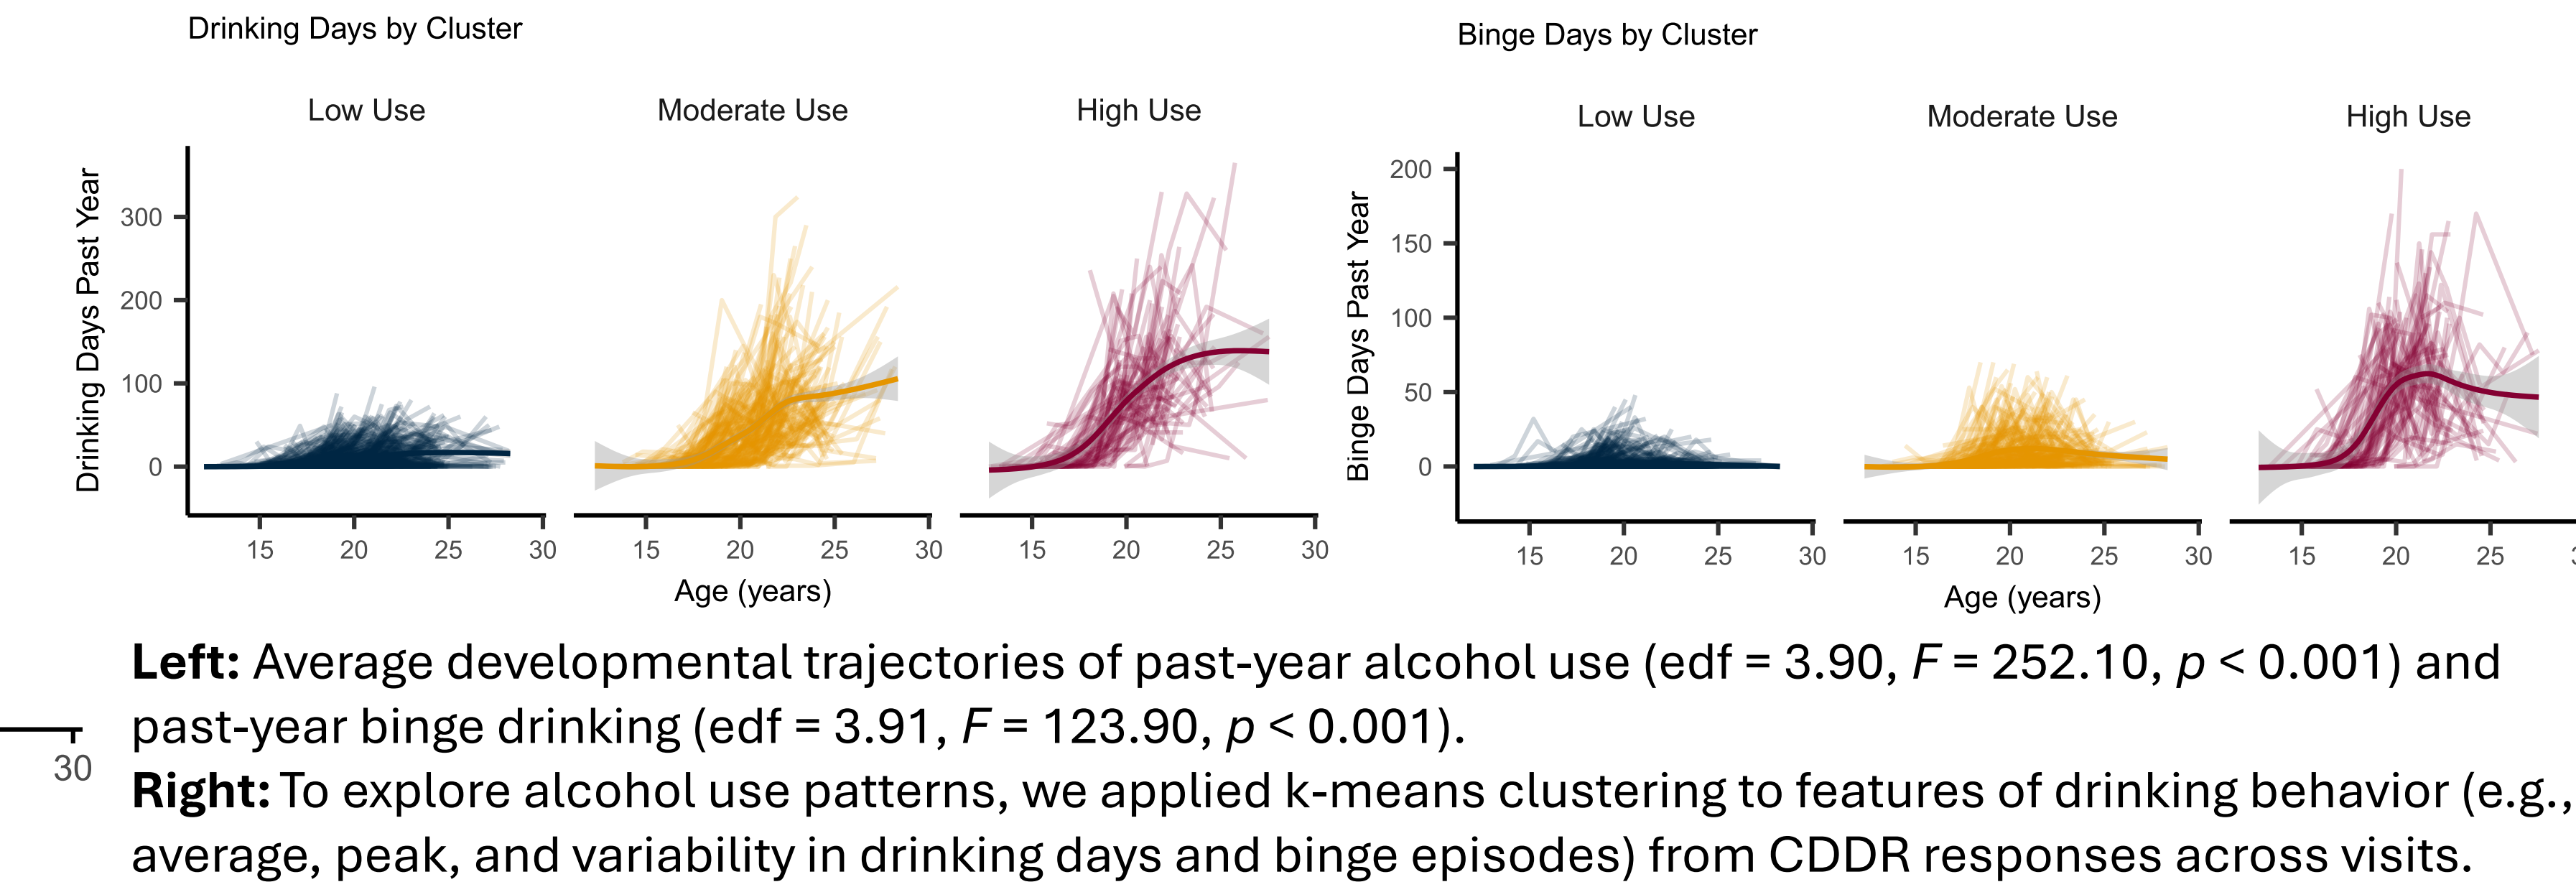 Drinking Days by Cluster
Low Use
Moderate Use
High Use
Drinking Days Past Year
300
200
100
0
15 20 25 30
15 20 25 30
15 20 25 30
Age (years)
Binge Days by Cluster
Low Use
Moderate Use
High Use
Binge Days Past Year
200
150
100
50
0
15 20 25 30
15 20 25 30
15 20 25
Age (years)
30
Left: Average developmental trajectories of past-year alcohol use (edf = 3.90, F = 252.10, p < 0.001) and
past-year binge drinking (edf = 3.91, F = 123.90, p < 0.001).
Right: To explore alcohol use patterns, we applied k-means clustering to features of drinking behavior (e.g.,
average, peak, and variability in drinking days and binge episodes) from CDDR responses across visits.